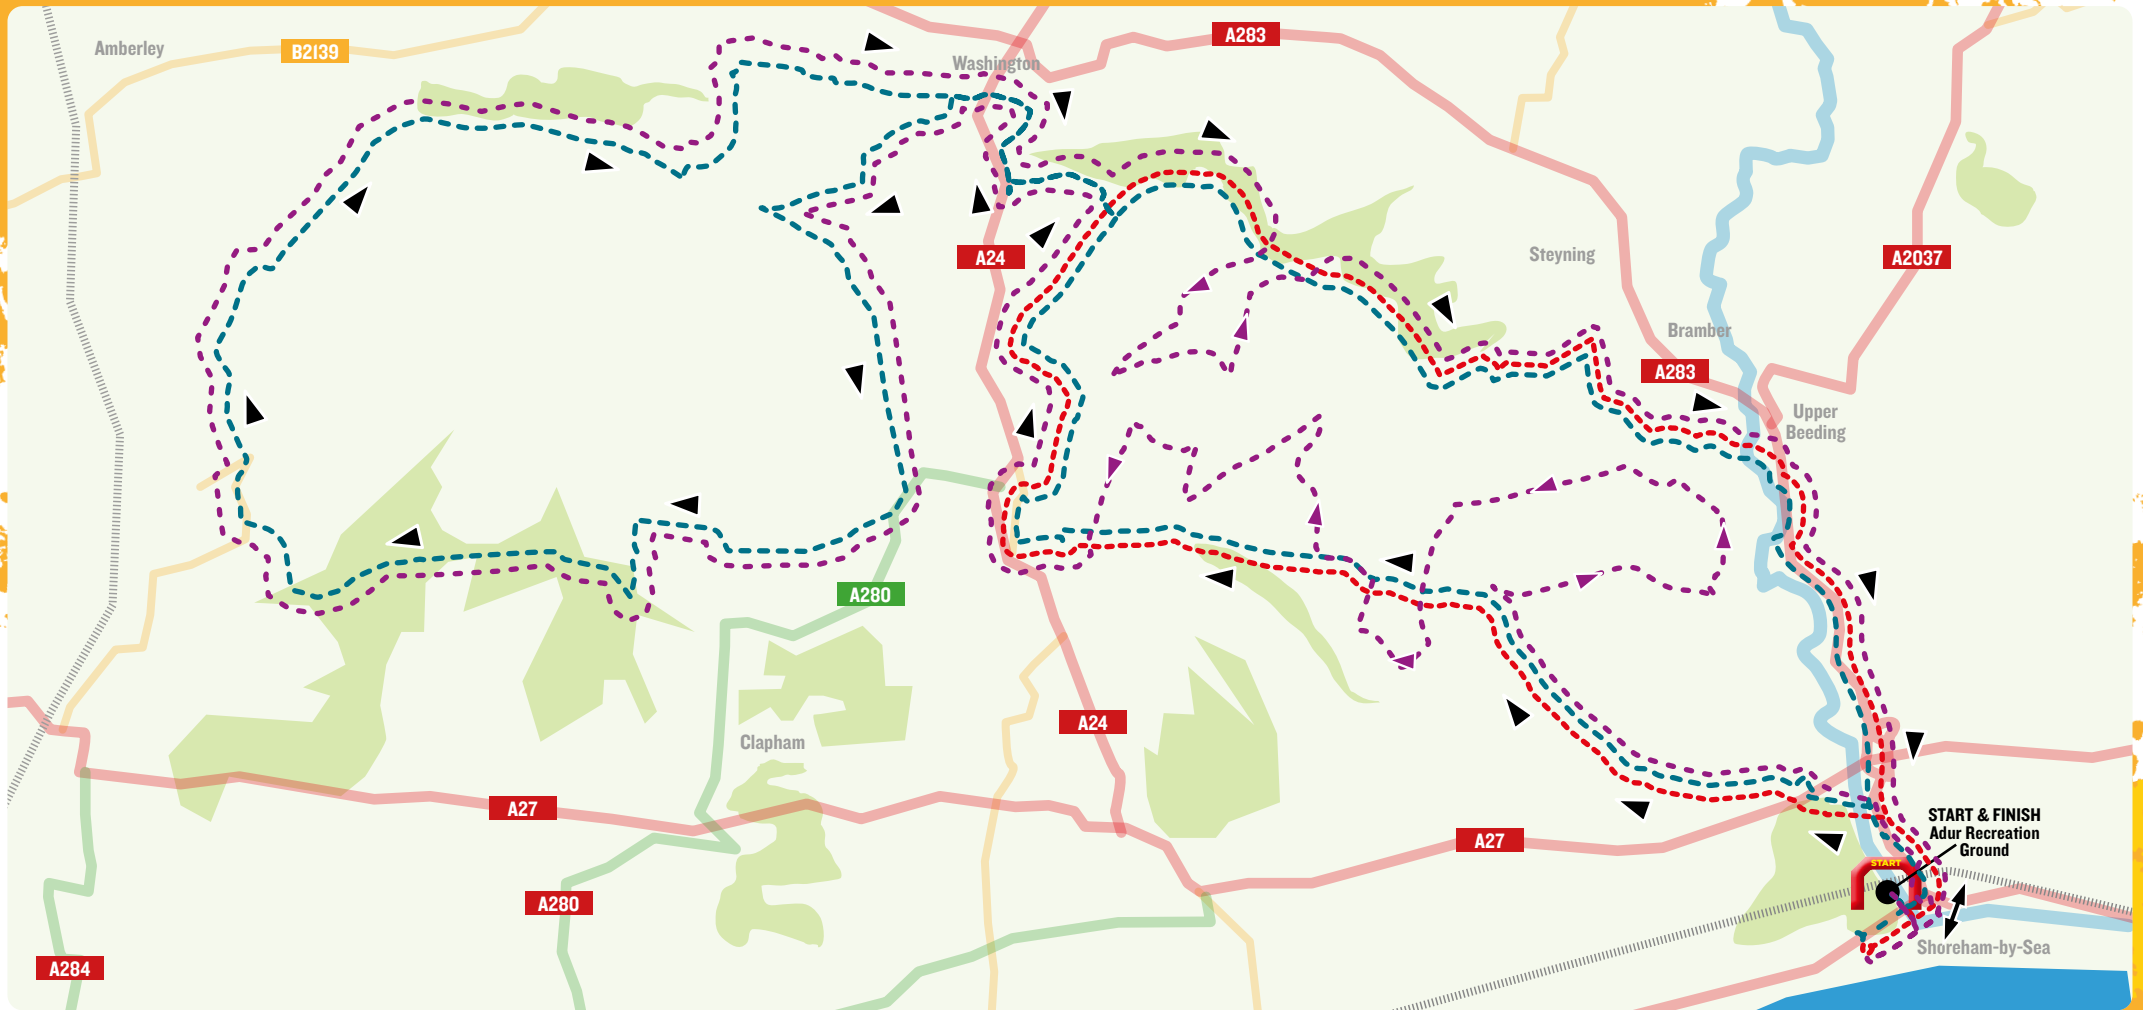 A283
Amberley
B2139
Washington
Steyning
A24
A2037
Bramber
A283
Upper
Beeding
A280
A24
Clapham
A27
START & FINISH
Adur Recreation
Ground
A27
START
A280
Shoreham-by-Sea
A284